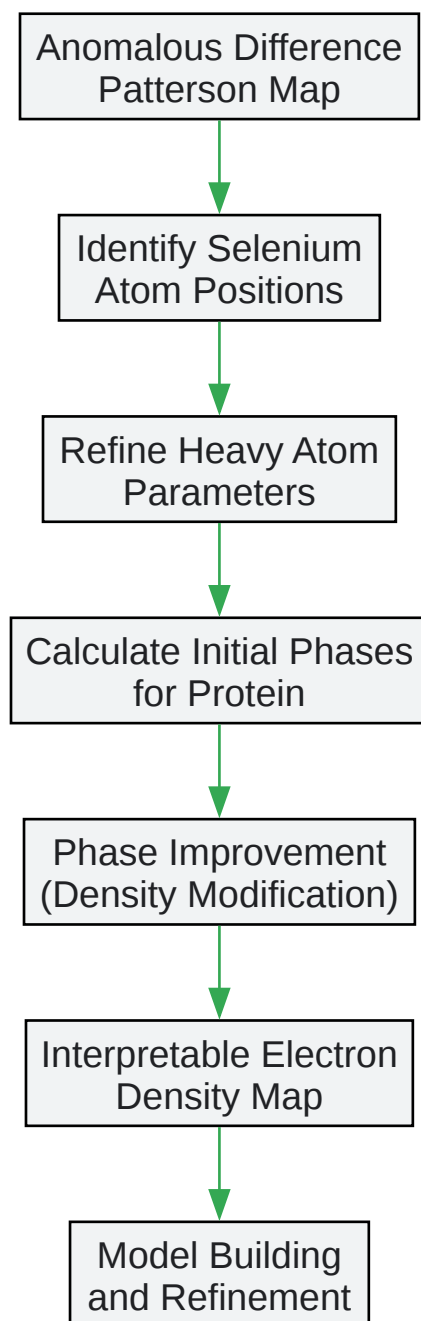 Anomalous Difference
Patterson Map
Identify Selenium
Atom Positions
Refine Heavy Atom
Parameters
Calculate Initial Phases
for Protein
Phase Improvement
(Density Modification)
Interpretable Electron
Density Map
Model Building
and Refinement